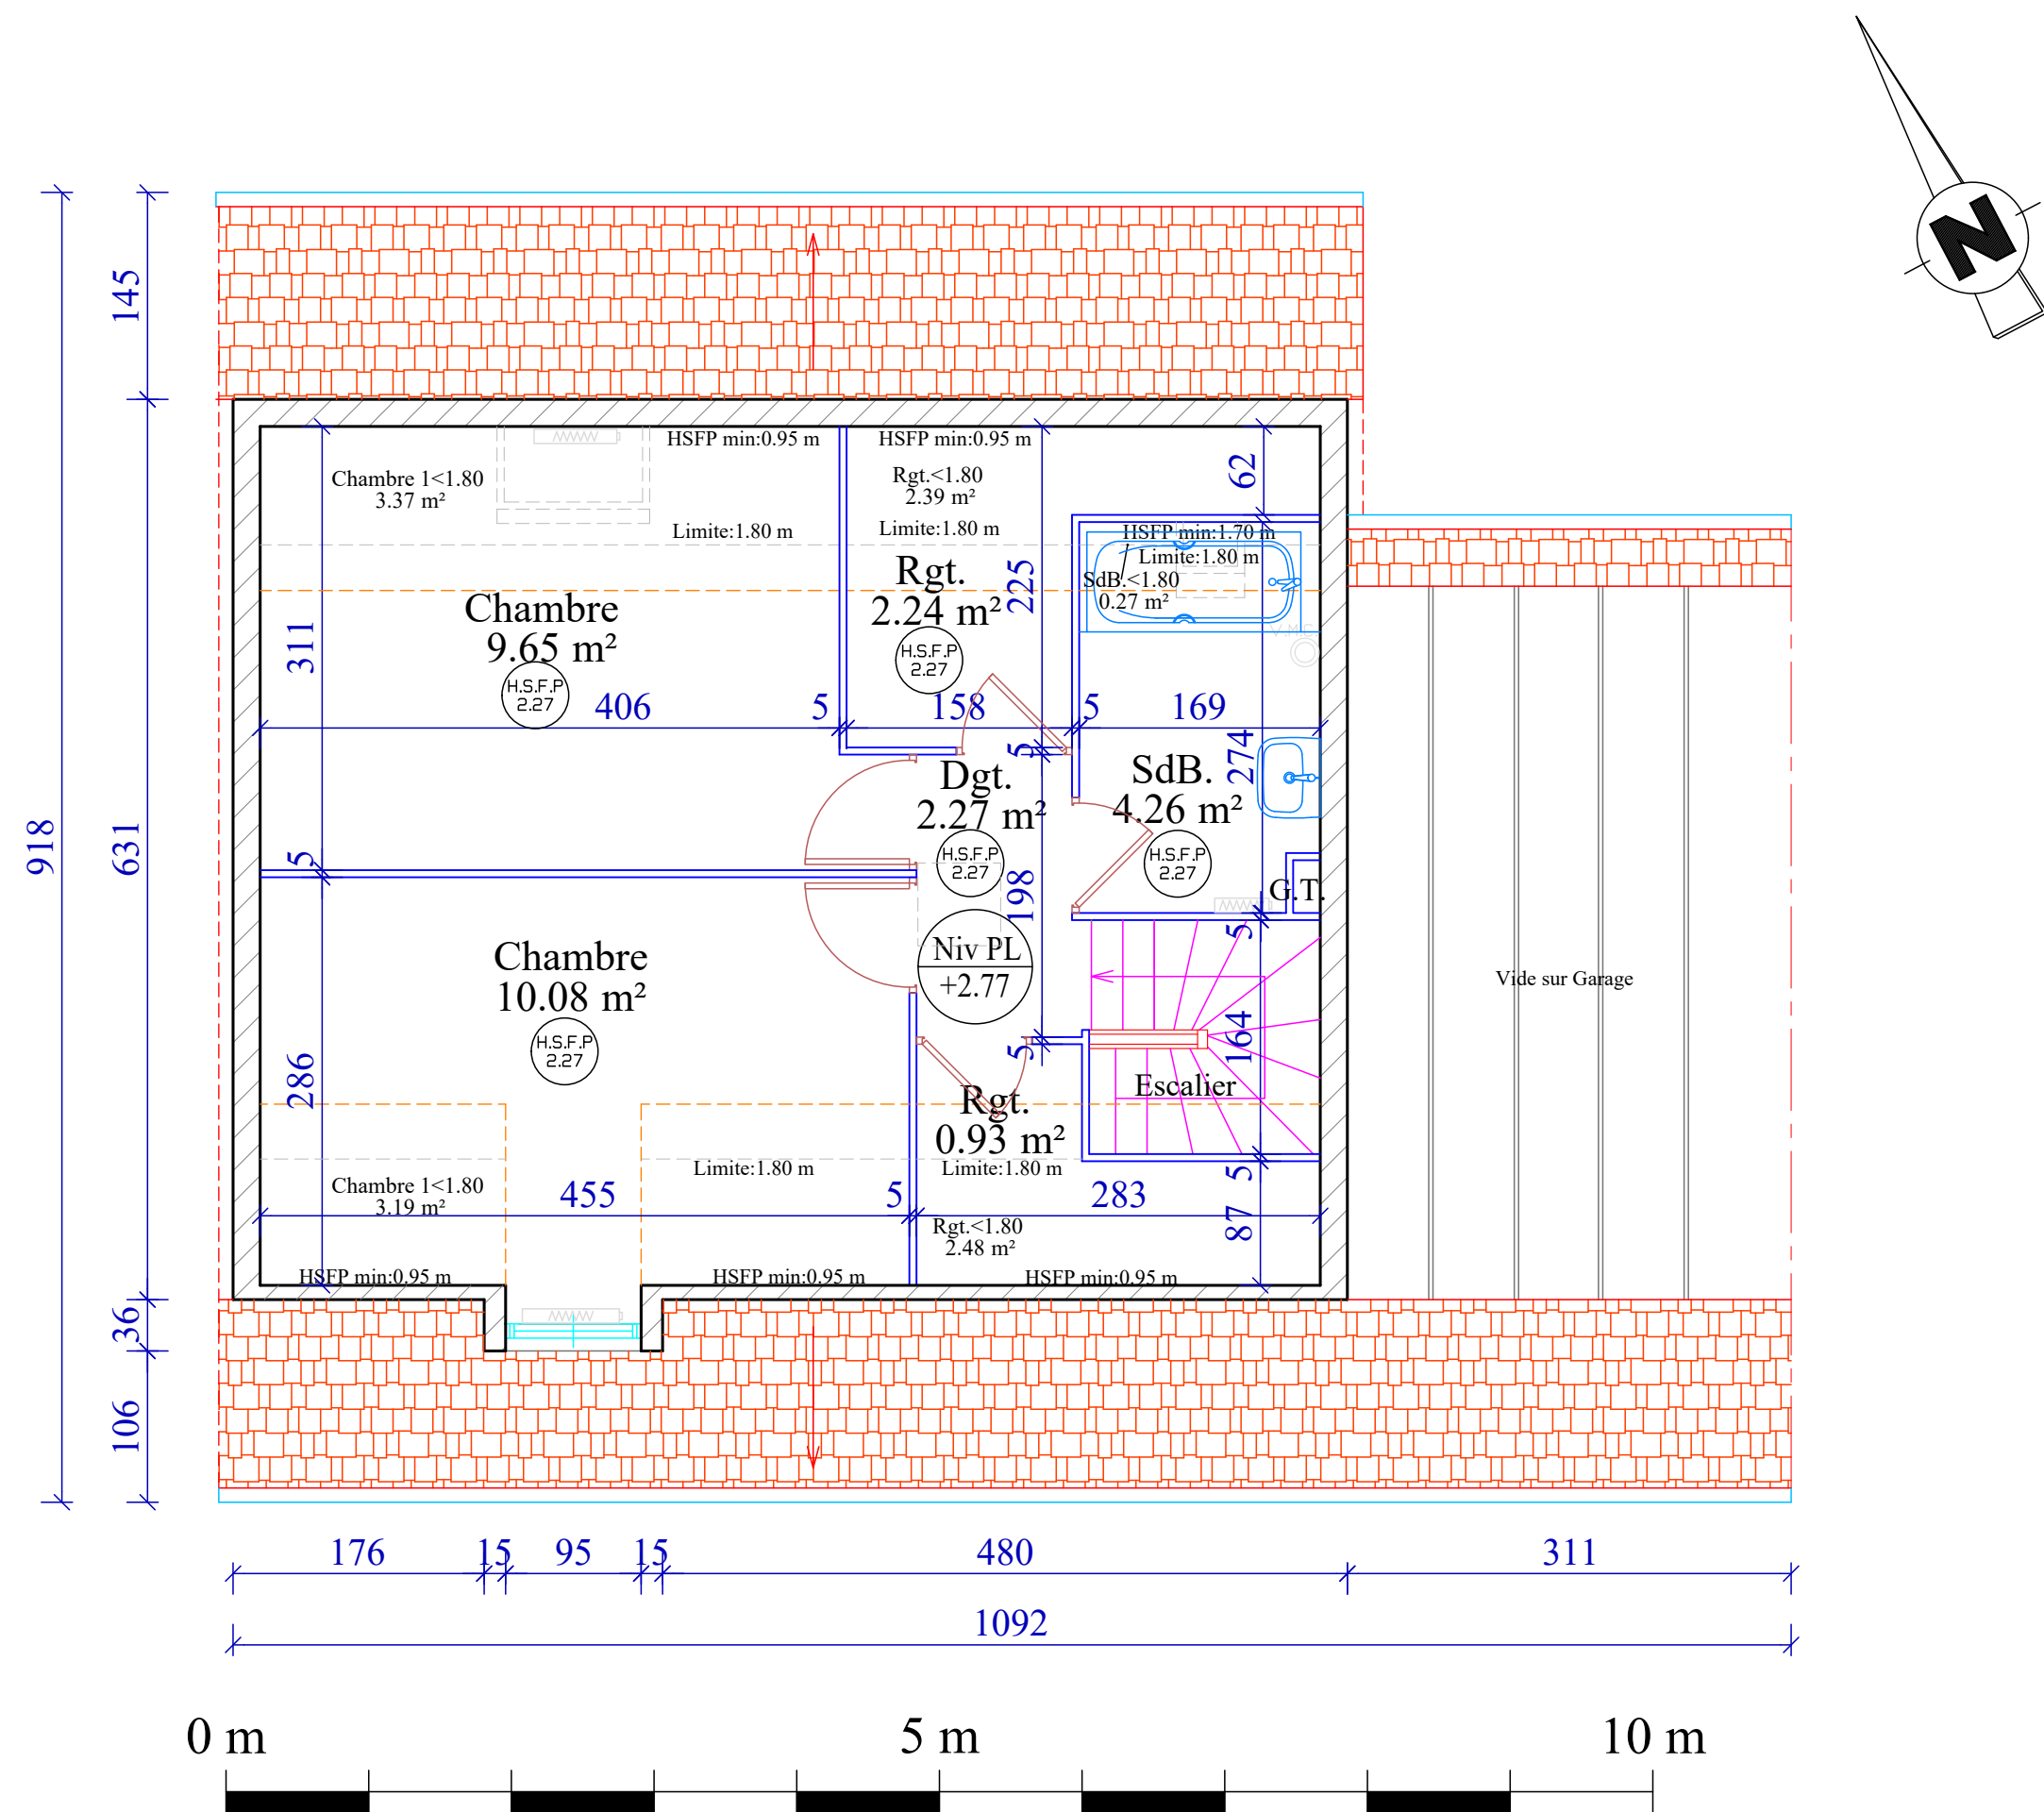 N
145
918
631
36
106
HSFP min:0.95 m
HSFP min:0.95 m
62
Chambre 1<1.80
3.37 m²
Rgt.<1.80
2.39 m²
Limite:1.80 m
Limite:1.80 m
HSFP min:1.70 m
Limite:1.80 m
SdB.<1.80
0.27 m²
Rgt.
2.24 m²
225
H.S.F.P
2.27
Chambre
9.65 m²
H.S.F.P
2.27
311
V.M.C.
406
5
158
5
169
5
274
Dgt.
2.27 m²
H.S.F.P
2.27
SdB.
4.26 m²
H.S.F.P
2.27
5
G.T.
198
5
Niv PL
+2.77
Chambre
10.08 m²
H.S.F.P
2.27
Vide sur Garage
286
5
164
Escalier
Rgt.
0.93 m²
Limite:1.80 m
Limite:1.80 m
5
Chambre 1<1.80
3.19 m²
455
5
283
87
Rgt.<1.80
2.48 m²
HSFP min:0.95 m
HSFP min:0.95 m
HSFP min:0.95 m
176
15
95
15
480
311
1092
0 m
5 m
10 m